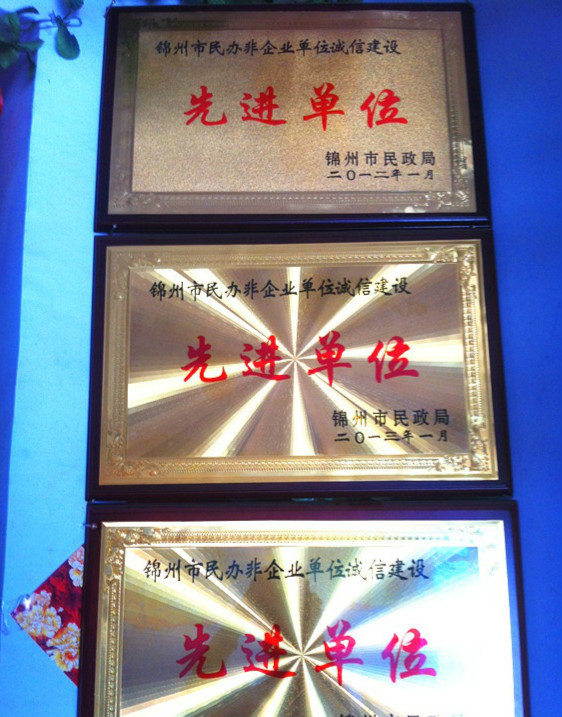 锦州市民办非企业单位诚信建设
先进单位
锦州市民政局
二〇一二年一月
锦州市民办非企业单位诚信建设
先进单位
锦州市民政局
二〇一三年一月
锦州市民办非企业单位诚信建设
先进单位